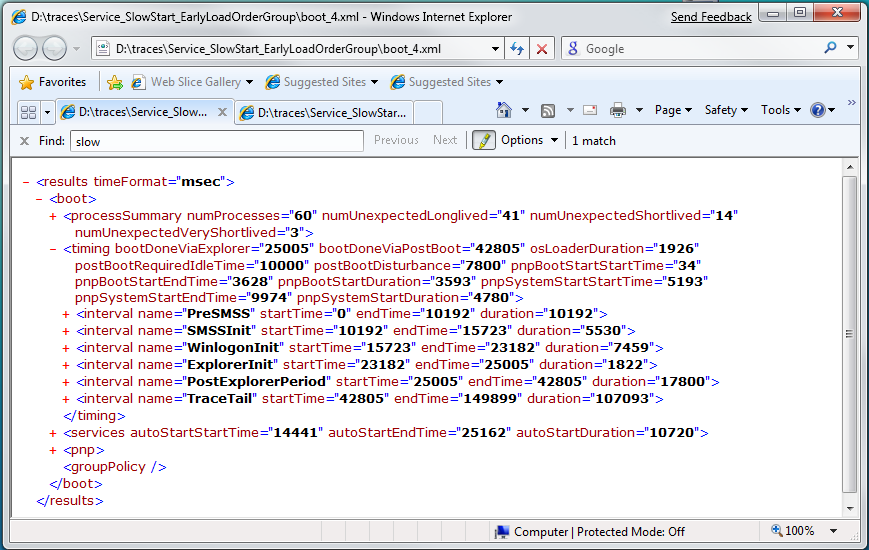 D:\traces\Service_SlowStart_EarlyLoadOrderGroup\boot_4.xml - Windows Internet Explorer
Send Feedback
D:\traces\Service_SlowStart_EarlyLoadOrderGroup\boot_4.xml
Google
Favorites Web Slice Gallery Suggested Sites Suggested Sites
D:\traces\Service_SlowSt... D:\traces\Service_SlowStar... Page Safety Tools »
Find: slow Previous Next Options 1 match
- <results timeFormat="msec">
- <boot>
+ <processSummary numProcesses="60" numUnexpectedLonglived="41" numUnexpectedShortlived="14"
numUnexpectedVeryShortlived="3">
- <timing bootDoneViaExplorer="25005" bootDoneViaPostBoot="42805" osLoaderDuration="1926"
postBootRequiredIdleTime="10000" postBootDisturbance="7800" pnpBootStartStartTime="34"
pnpBootStartEndTime="3628" pnpBootStartDuration="3593" pnpSystemStartStartTime="5193"
pnpSystemStartEndTime="9974" pnpSystemStartDuration="4780">
+ <interval name="PreSMSS" startTime="0" endTime="10192" duration="10192">
+ <interval name="SMSSInit" startTime="10192" endTime="15723" duration="5530">
+ <interval name="WinlogonInit" startTime="15723" endTime="23182" duration="7459">
+ <interval name="ExplorerInit" startTime="23182" endTime="25005" duration="1822">
+ <interval name="PostExplorerPeriod" startTime="25005" endTime="42805" duration="17800">
+ <interval name="TraceTail" startTime="42805" endTime="149899" duration="107093">
</timing>
+ <services autoStartStartTime="14441" autoStartEndTime="25162" autoStartDuration="10720">
+ <pnp>
<groupPolicy />
</boot>
</results>
Computer | Protected Mode: Off 100%